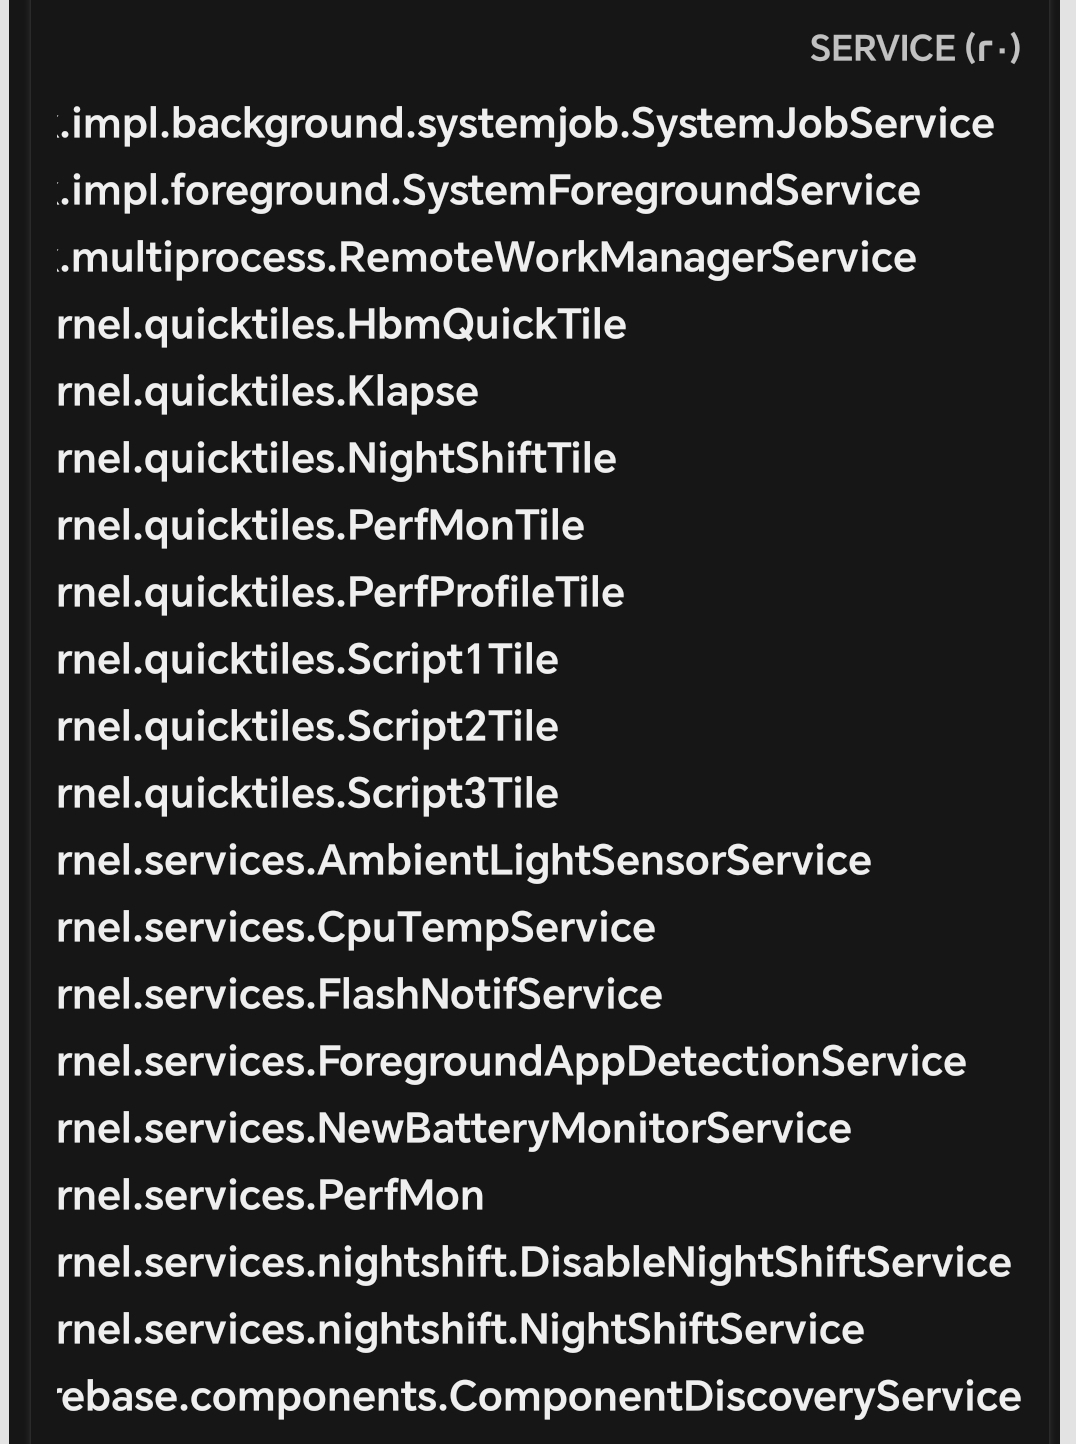 SERVICE (٢٠)
.impl.background.systemjob.SystemJobService
.impl.foreground.SystemForegroundService
.multiprocess.RemoteWorkManagerService
rnel.quicktiles.HbmQuickTile
rnel.quicktiles.Klapse
rnel.quicktiles.NightShiftTile
rnel.quicktiles.PerfMonTile
rnel.quicktiles.PerfProfileTile
rnel.quicktiles.Script1Tile
rnel.quicktiles.Script2Tile
rnel.quicktiles.Script3Tile
rnel.services.AmbientLightSensorService
rnel.services.CpuTempService
rnel.services.FlashNotifService
rnel.services.ForegroundAppDetectionService
rnel.services.NewBatteryMonitorService
rnel.services.PerfMon
rnel.services.nightshift.DisableNightShiftService
rnel.services.nightshift.NightShiftService
rebase.components.ComponentDiscoveryService